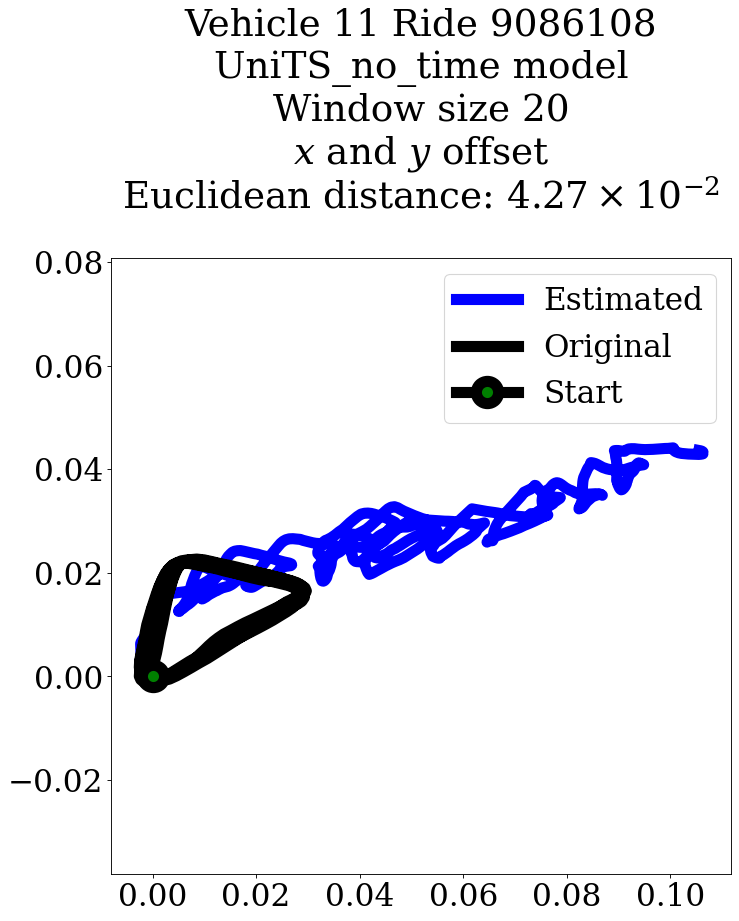 Vehicle 11 Ride 9086108
UniTS_no_time model
Window size 20
x and y offset
Euclidean distance: 4.27 × 10⁻²
0.08
Estimated
Original
Start
0.06
0.04
0.02
0.00
−0.02
0.00 0.02 0.04 0.06 0.08 0.10